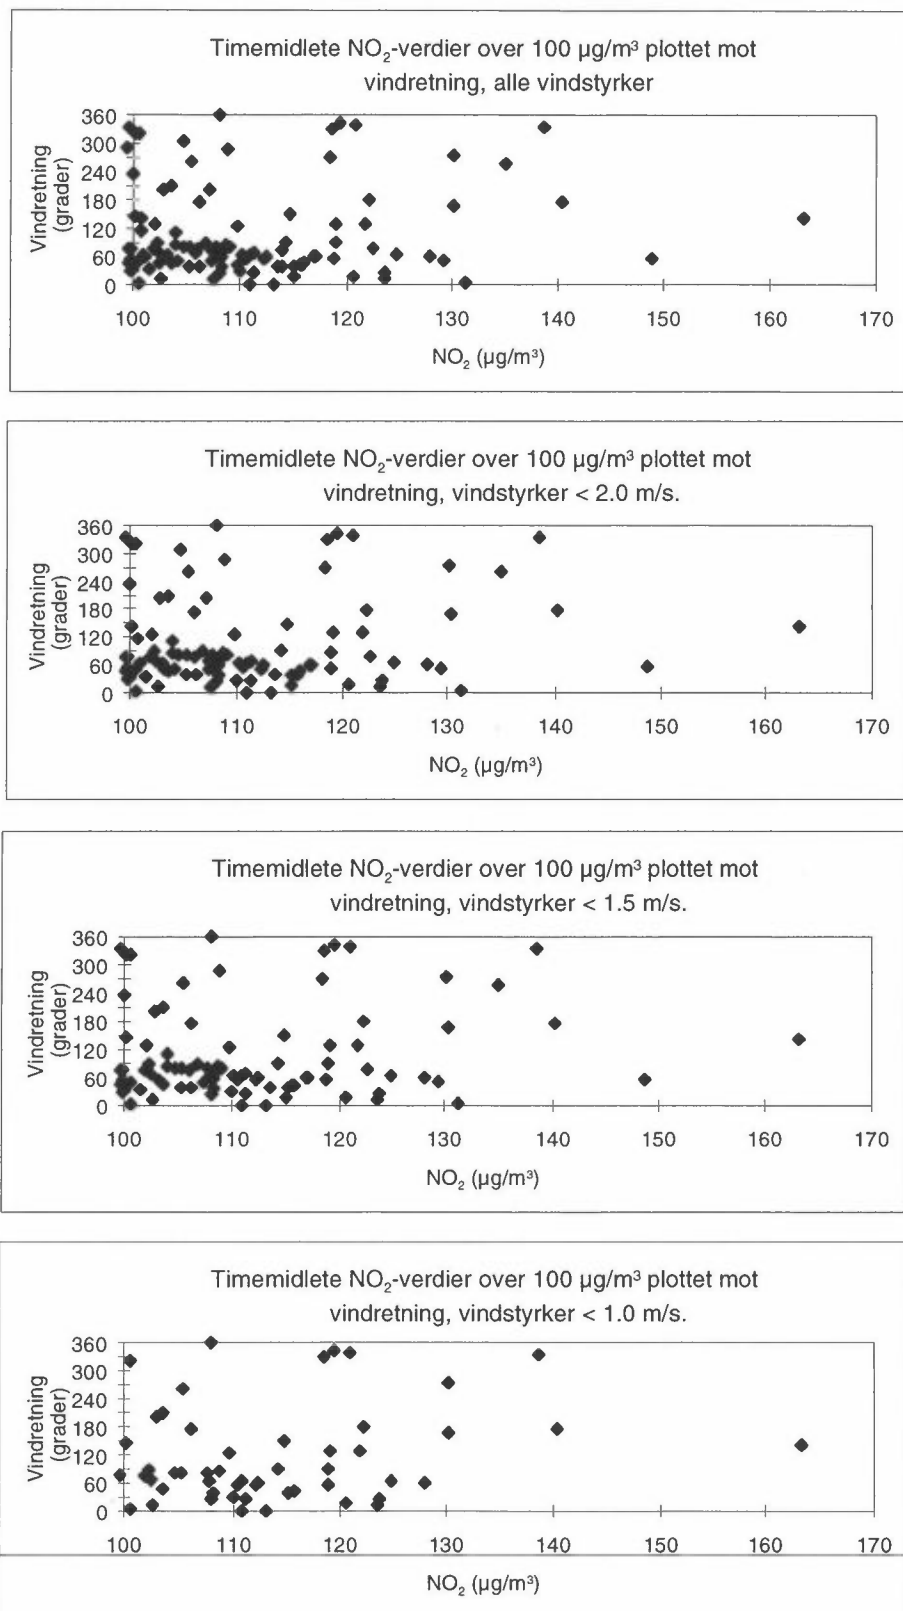 Timemidlete NO₂-verdier over 100 µg/m³ plottet mot
vindretning, alle vindstyrker
Vindretning
(grader)
360
300
240
180
120
60
0
100 110 120 130 140 150 160 170
NO₂ (µg/m³)
Timemidlete NO₂-verdier over 100 µg/m³ plottet mot
vindretning, vindstyrker < 2.0 m/s.
Vindretning
(grader)
360
300
240
180
120
60
0
100 110 120 130 140 150 160 170
NO₂ (µg/m³)
Timemidlete NO₂-verdier over 100 µg/m³ plottet mot
vindretning, vindstyrker < 1.5 m/s.
Vindretning
(grader)
360
300
240
180
120
60
0
100 110 120 130 140 150 160 170
NO₂ (µg/m³)
Timemidlete NO₂-verdier over 100 µg/m³ plottet mot
vindretning, vindstyrker < 1.0 m/s.
Vindretning
(grader)
360
300
240
180
120
60
0
100 110 120 130 140 150 160 170
NO₂ (µg/m³)